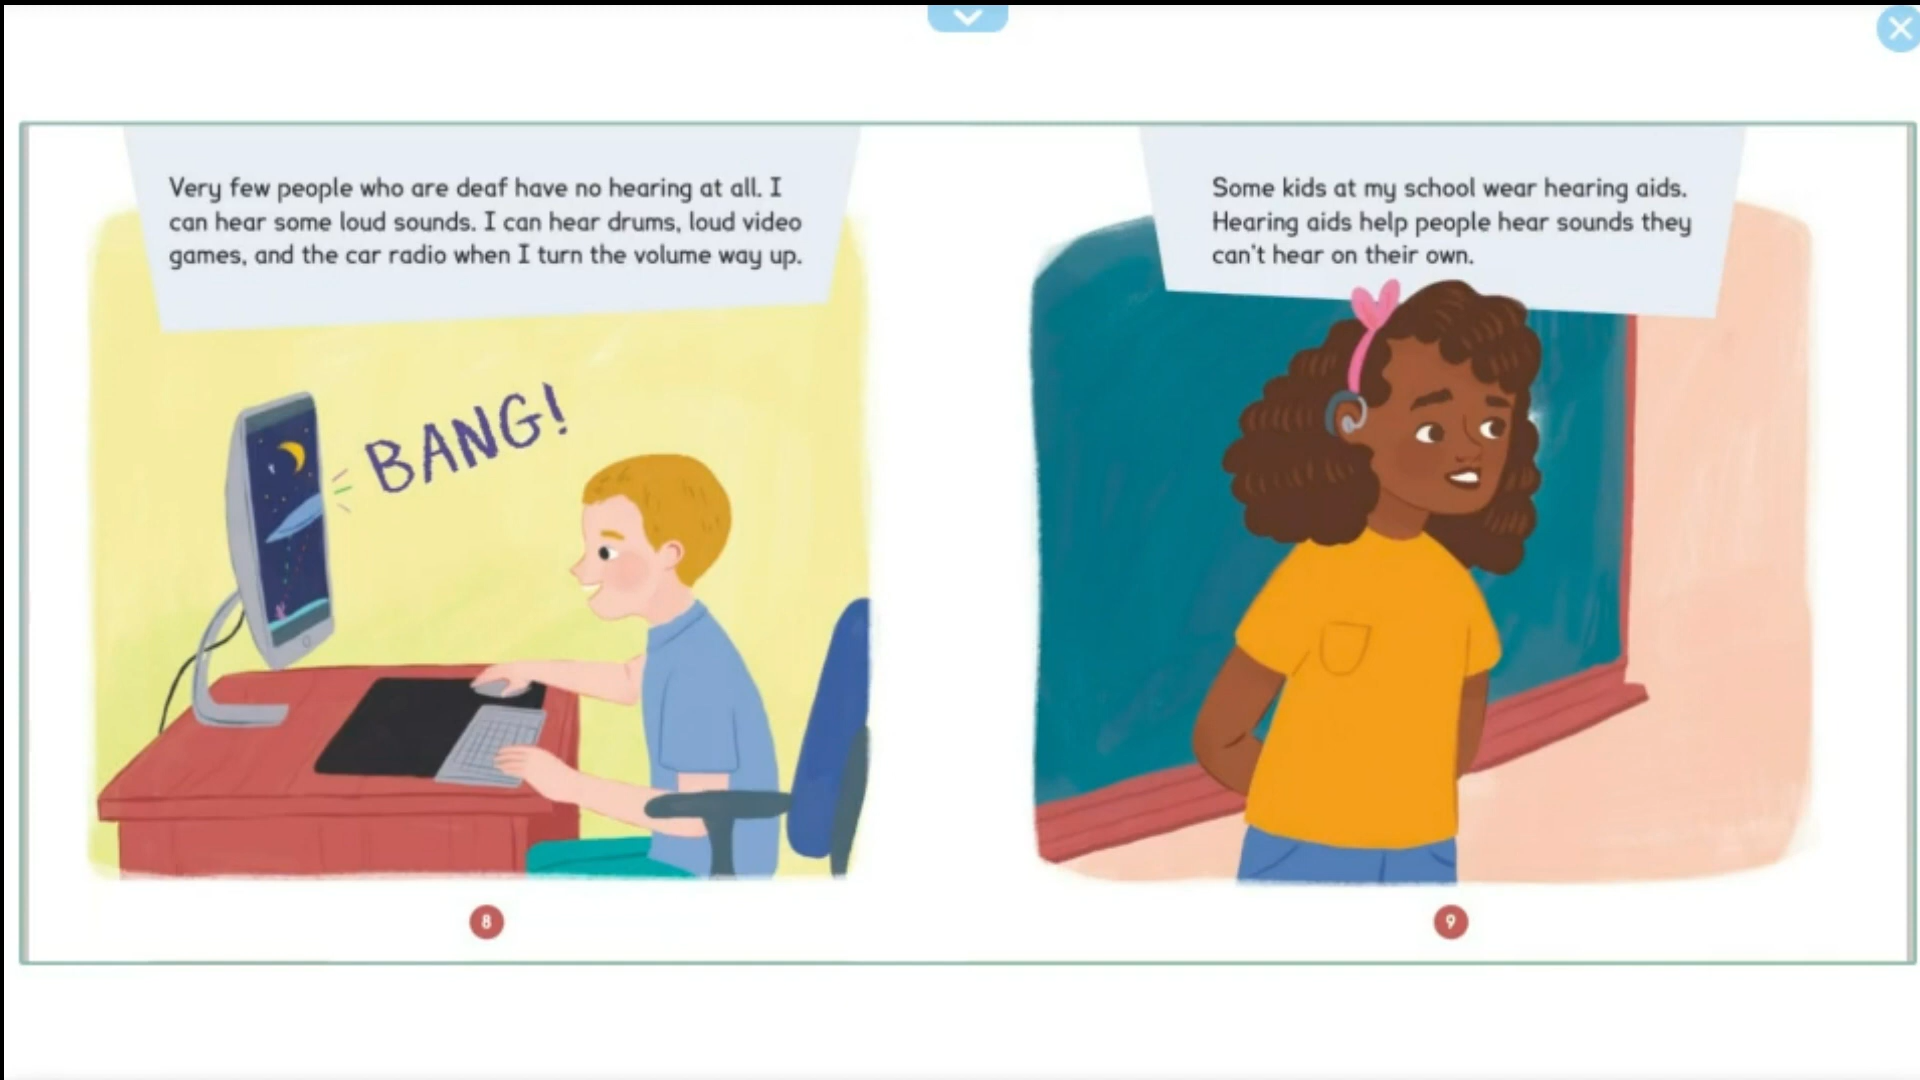 Very few people who are deaf have no hearing at all. I
can hear some loud sounds. I can hear drums, loud video
games, and the car radio when I turn the volume way up.
BANG!
8
Some kids at my school wear hearing aids.
Hearing aids help people hear sounds they
can't hear on their own.
9